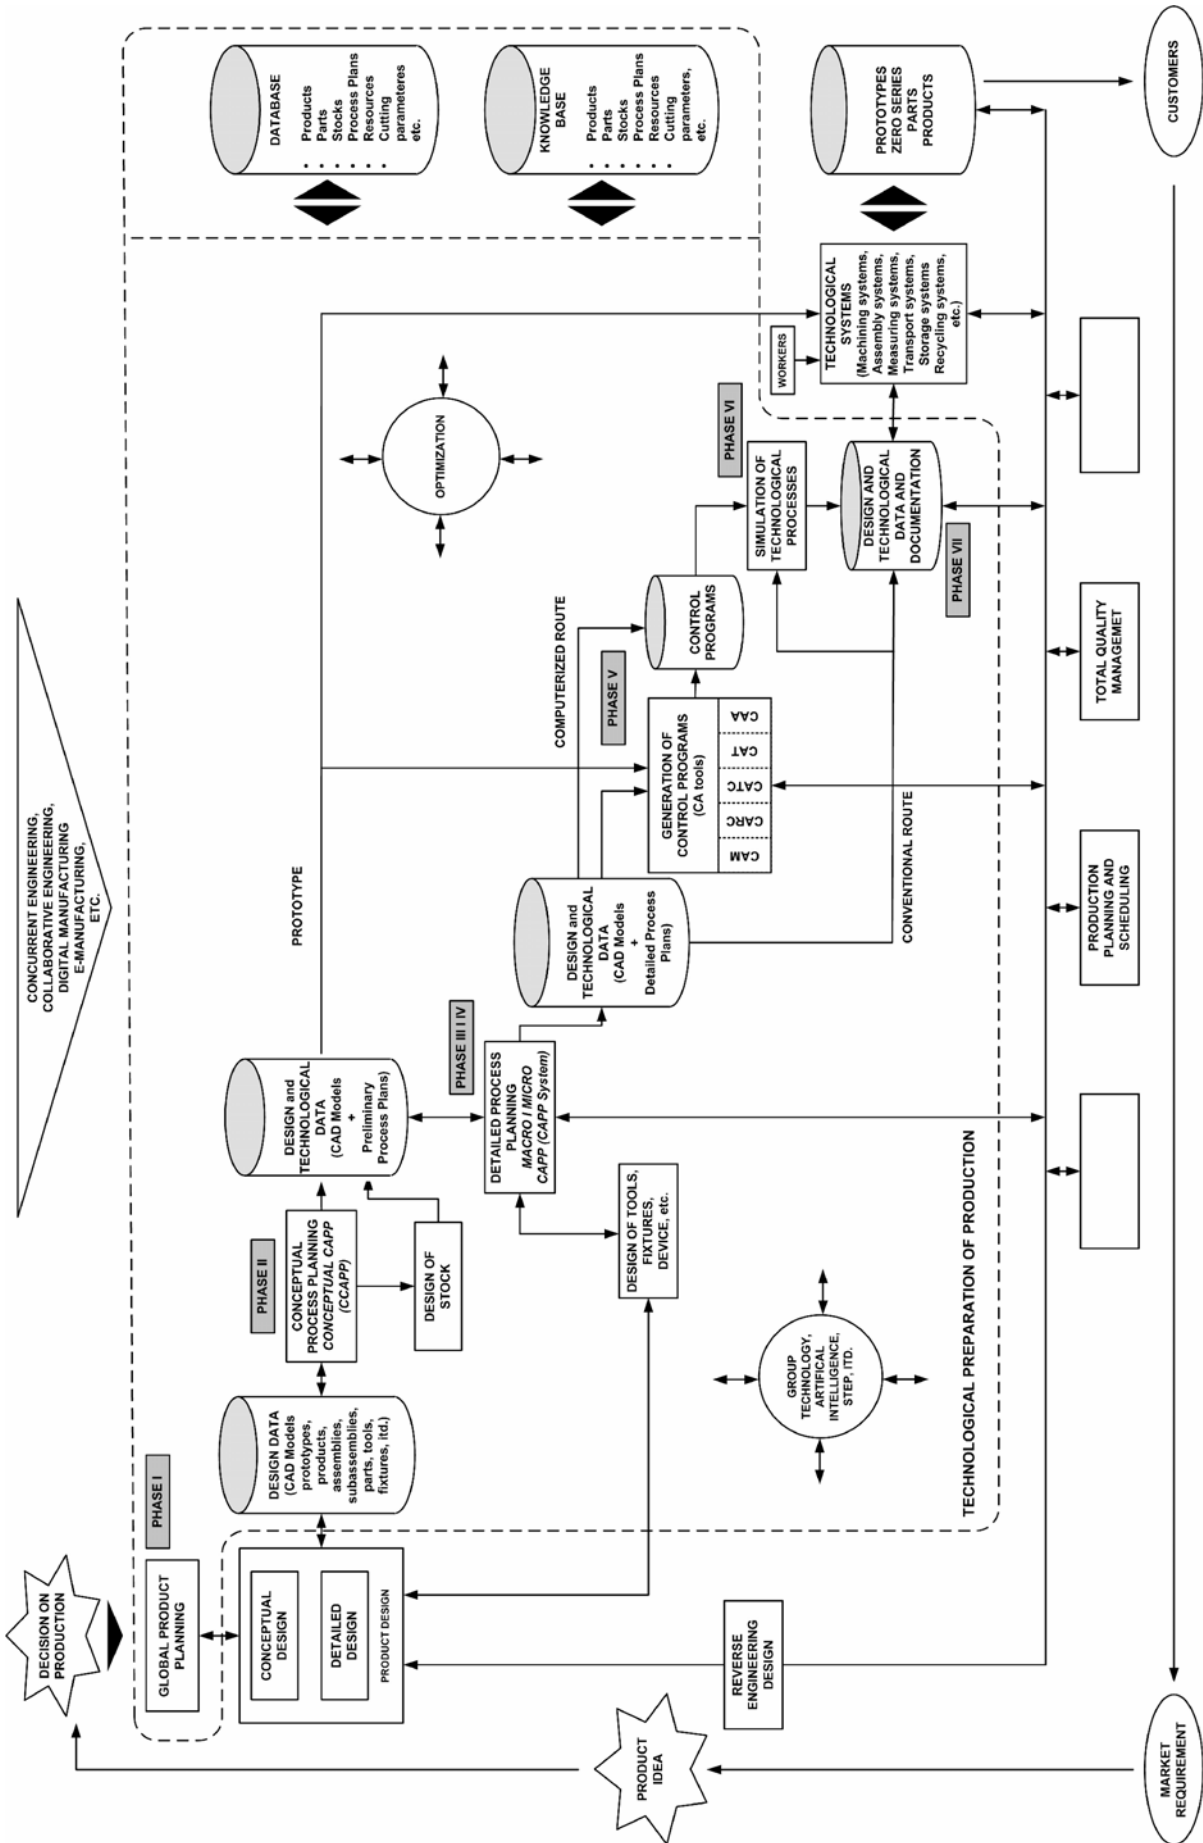 CONCURRENT ENGINEERING,
COLLABORATIVE ENGINEERING,
DIGITAL MANUFACTURING
E-MANUFACTURING,
ETC.
DECISION ON
PRODUCTION
GLOBAL PRODUCT
PLANNING
PHASE I
CONCEPTUAL
DESIGN
DETAILED
DESIGN
PRODUCT DESIGN
DESIGN DATA
(CAD Models
prototypes,
products,
assemblies,
subassemblies,
parts, tools,
fixtures, itd.)
PHASE II
CONCEPTUAL
PROCESS PLANNING
CONCEPTUAL CAPP
(CCAPP)
DESIGN OF
STOCK
DESIGN and
TECHNOLOGICAL
DATA
(CAD Models
+
Preliminary
Process Plans)
PROTOTYPE
OPTIMIZATION
DATABASE
· Products
· Parts
· Stocks
· Process Plans
· Resources
· Cutting
parameteres
etc.
KNOWLEDGE
BASE
· Products
· Parts
· Stocks
· Process Plans
· Resources
· Cutting
parameters,
etc.
PHASE III I IV
DETAILED PROCESS
PLANNING
MACRO I MICRO
CAPP (CAPP System)
DESIGN OF TOOLS,
FIXTURES,
DEVICE, etc.
DESIGN and
TECHNOLOGICAL
DATA
(CAD Models
+
Detailed Process
Plans)
COMPUTERIZED ROUTE
PHASE V
GENERATION OF
CONTROL PROGRAMS
(CA tools)
CAM
CARC
CATC
CAT
CAA
CONTROL
PROGRAMS
PHASE VI
SIMULATION OF
TECHNOLOGICAL
PROCESSES
WORKERS
TECHNOLOGICAL
SYSTEMS
(Machining systems,
Assembly systems,
Measuring systems,
Transport systems,
Storage systems
Recycling systems,
etc.)
PROTOTYPES
ZERO SERIES
PARTS
PRODUCTS
DESIGN AND
TECHNOLOGICAL
DATA AND
DOCUMENTATION
PHASE VII
CONVENTIONAL ROUTE
GROUP
TECHNOLOGY,
ARTIFICAL
INTELLIGENCE,
STEP, ITD.
TECHNOLOGICAL PREPARATION OF PRODUCTION
PRODUCT
IDEA
REVERSE
ENGINEERING
DESIGN
PRODUCTION
PLANNING AND
SCHEDULING
TOTAL QUALITY
MANAGEMET
MARKET
REQUIREMENT
CUSTOMERS